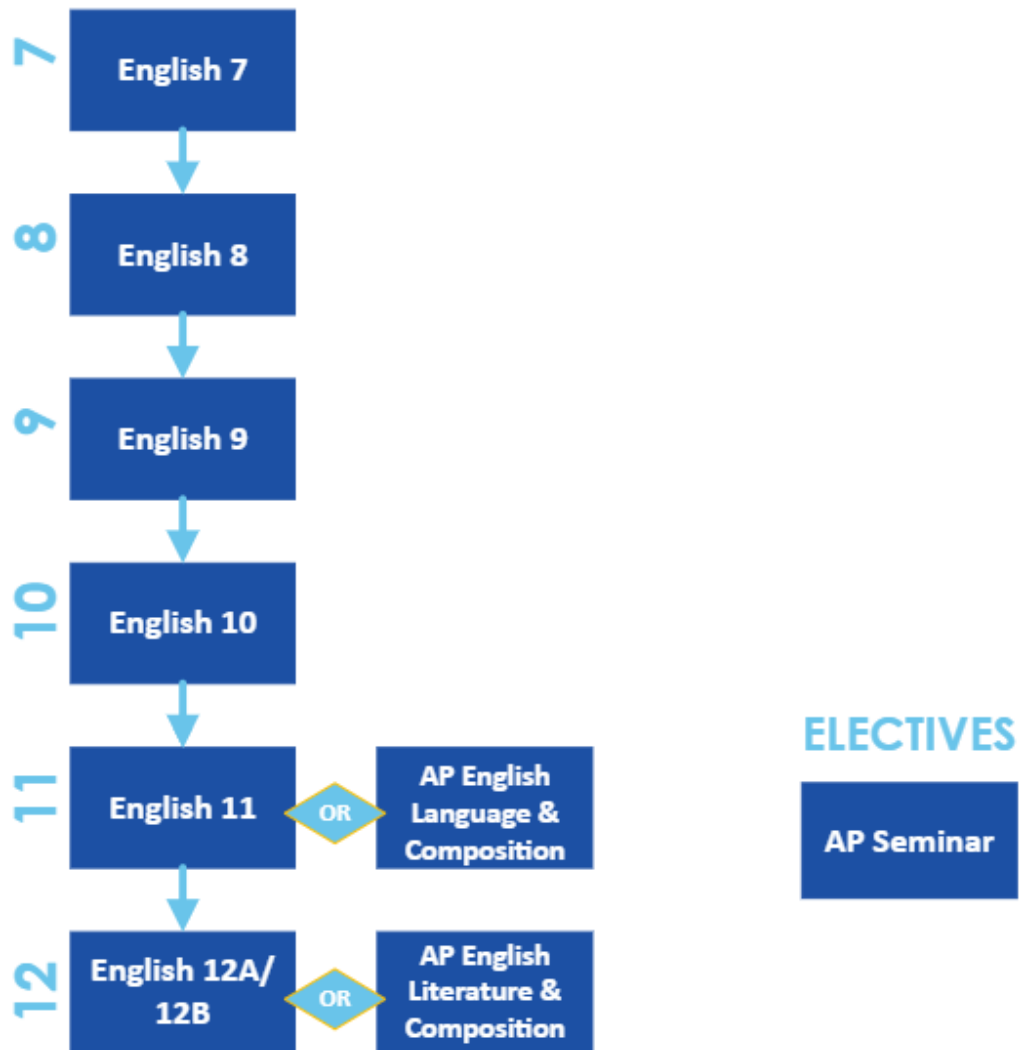 7
English 7
8
English 8
9
English 9
10
English 10
11
English 11
OR
AP English
Language &
Composition
ELECTIVES
AP Seminar
12
English 12A/
12B
OR
AP English
Literature &
Composition